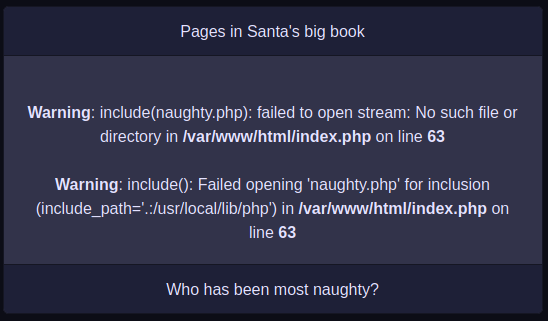 Pages in Santa's big book
Warning: include(naughty.php): failed to open stream: No such file or
directory in /var/www/html/index.php on line 63
Warning: include(): Failed opening 'naughty.php' for inclusion
(include_path='.:/usr/local/lib/php') in /var/www/html/index.php on
line 63
Who has been most naughty?